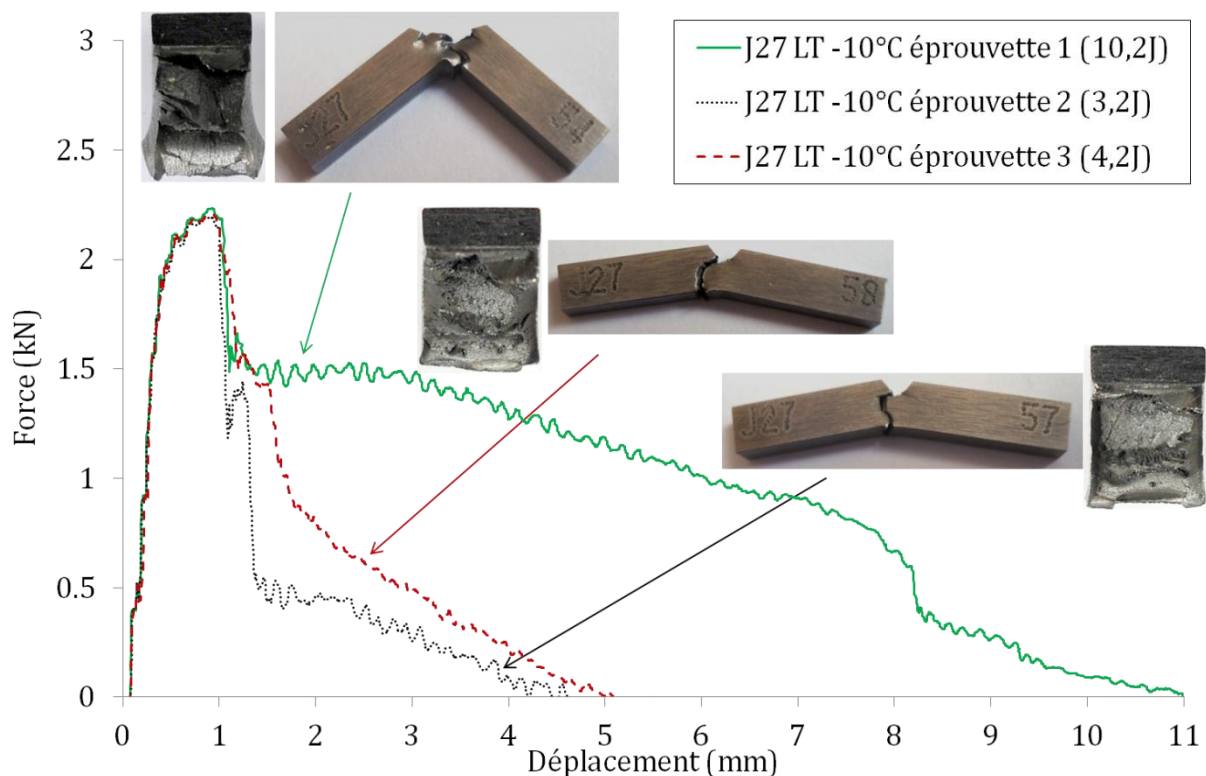 J27 LT -10°C éprouvette 1 (10,2J)
J27 LT -10°C éprouvette 2 (3,2J)
J27 LT -10°C éprouvette 3 (4,2J)
J27
J27
58
J27
57
Force (kN)
3
2.5
2
1.5
1
0.5
0
0 1 2 3 4 5 6 7 8 9 10 11
Déplacement (mm)